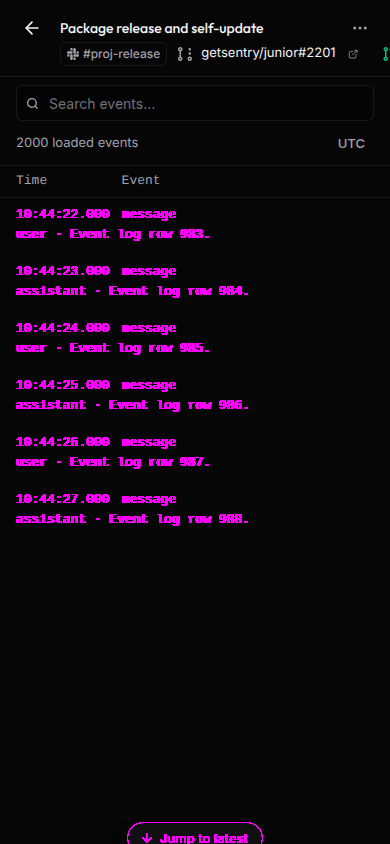 Package release and self-update
#proj-release getsentry/junior#2201
Search events...
2000 loaded events UTC
Time Event
10:44:22.000 message
user - Event log row 983.
10:44:23.000 message
assistant - Event log row 984.
10:44:24.000 message
user - Event log row 985.
10:44:25.000 message
assistant - Event log row 986.
10:44:26.000 message
user - Event log row 987.
10:44:27.000 message
assistant - Event log row 988.
Jump to latest